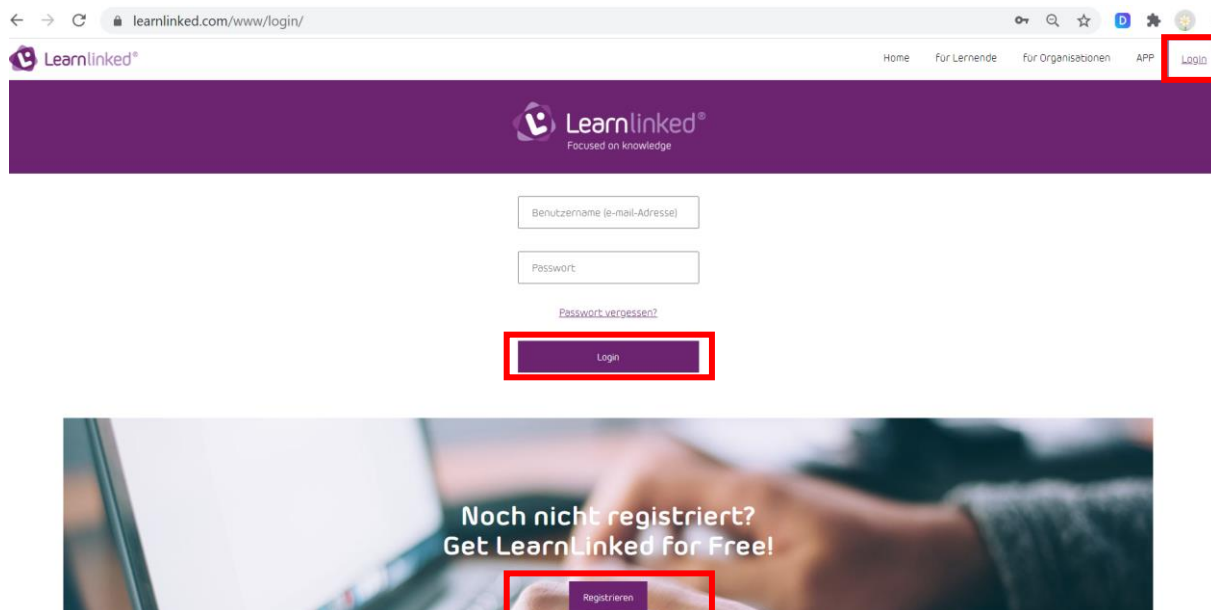 learnlinked.com/www/login/
D
Learnlinked®
Home für Lernende für Organisationen APP Login
Learnlinked®
Focused on knowledge
Benutzername (e-mail-Adresse)
Passwort
Passwort vergessen?
Login
Noch nicht registriert?
Get LearnLinked for Free!
Registrieren